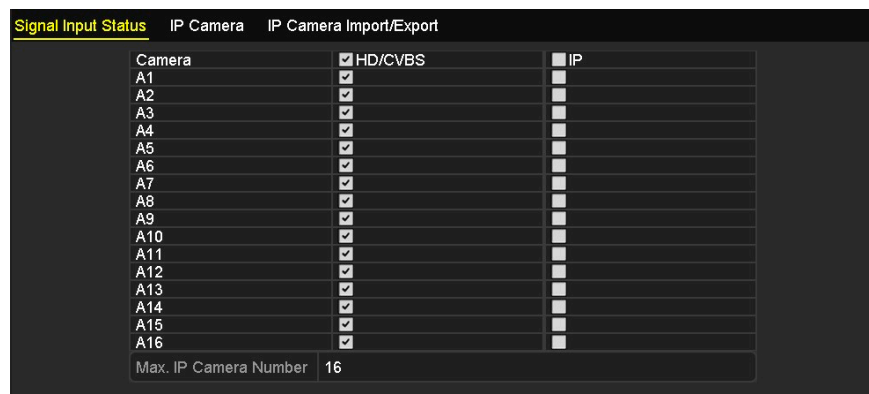 Signal Input Status IP Camera IP Camera Import/Export
Camera HD/CVBS IP
A1
A2
A3
A4
A5
A6
A7
A8
A9
A10
A11
A12
A13
A14
A15
A16
Max. IP Camera Number 16